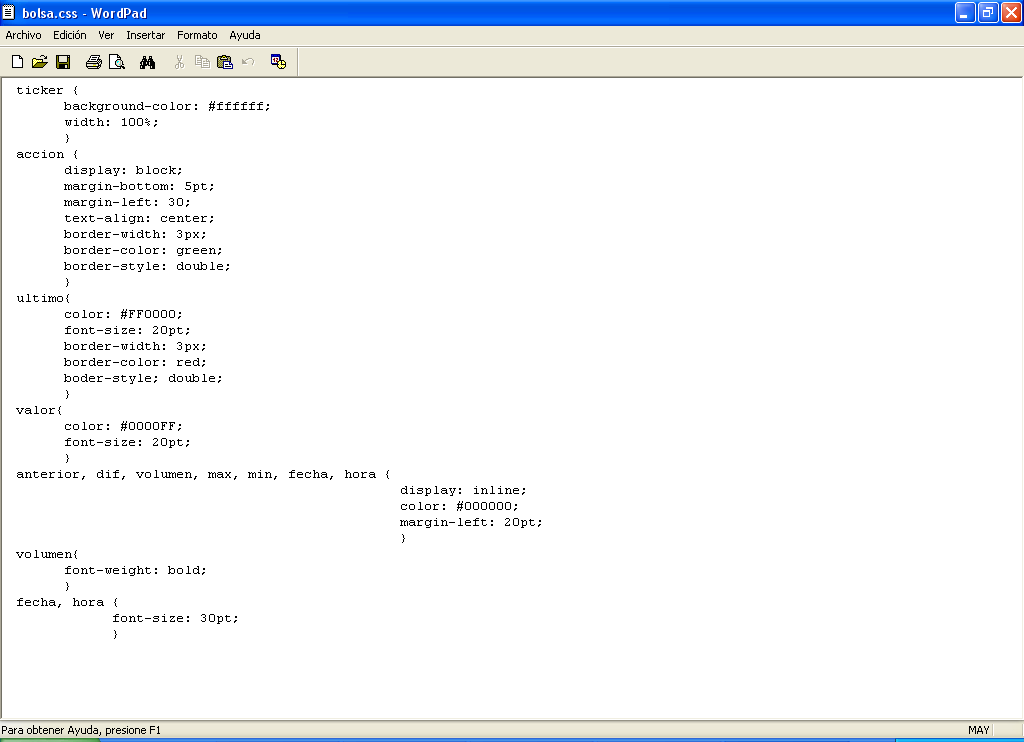 bolsa.css - WordPad
Archivo Edición Ver Insertar Formato Ayuda
ticker {
background-color: #ffffff;
width: 100%;
}
accion {
display: block;
margin-bottom: 5pt;
margin-left: 30;
text-align: center;
border-width: 3px;
border-color: green;
border-style: double;
}
ultimo{
color: #FF0000;
font-size: 20pt;
border-width: 3px;
border-color: red;
boder-style; double;
}
valor{
color: #0000FF;
font-size: 20pt;
}
anterior, dif, volumen, max, min, fecha, hora {
display: inline;
color: #000000;
margin-left: 20pt;
}
volumen{
font-weight: bold;
}
fecha, hora {
font-size: 30pt;
}
Para obtener Ayuda, presione F1 MAY